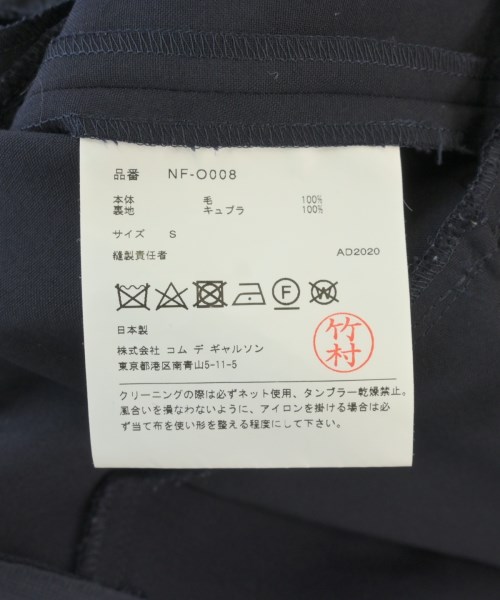 品番 NF-O008
本体 毛 100%
裏地 キュプラ 100%
サイズ S
縫製責任者 AD2020
F W
日本製
株式会社 コム デ ギャルソン
東京都港区南青山5-11-5
竹村
クリーニングの際は必ずネット使用、タンブラー乾燥禁止。
風合いを損なわないように、アイロンを掛ける場合は必
ず当て布を使い形を整える程度にして下さい。